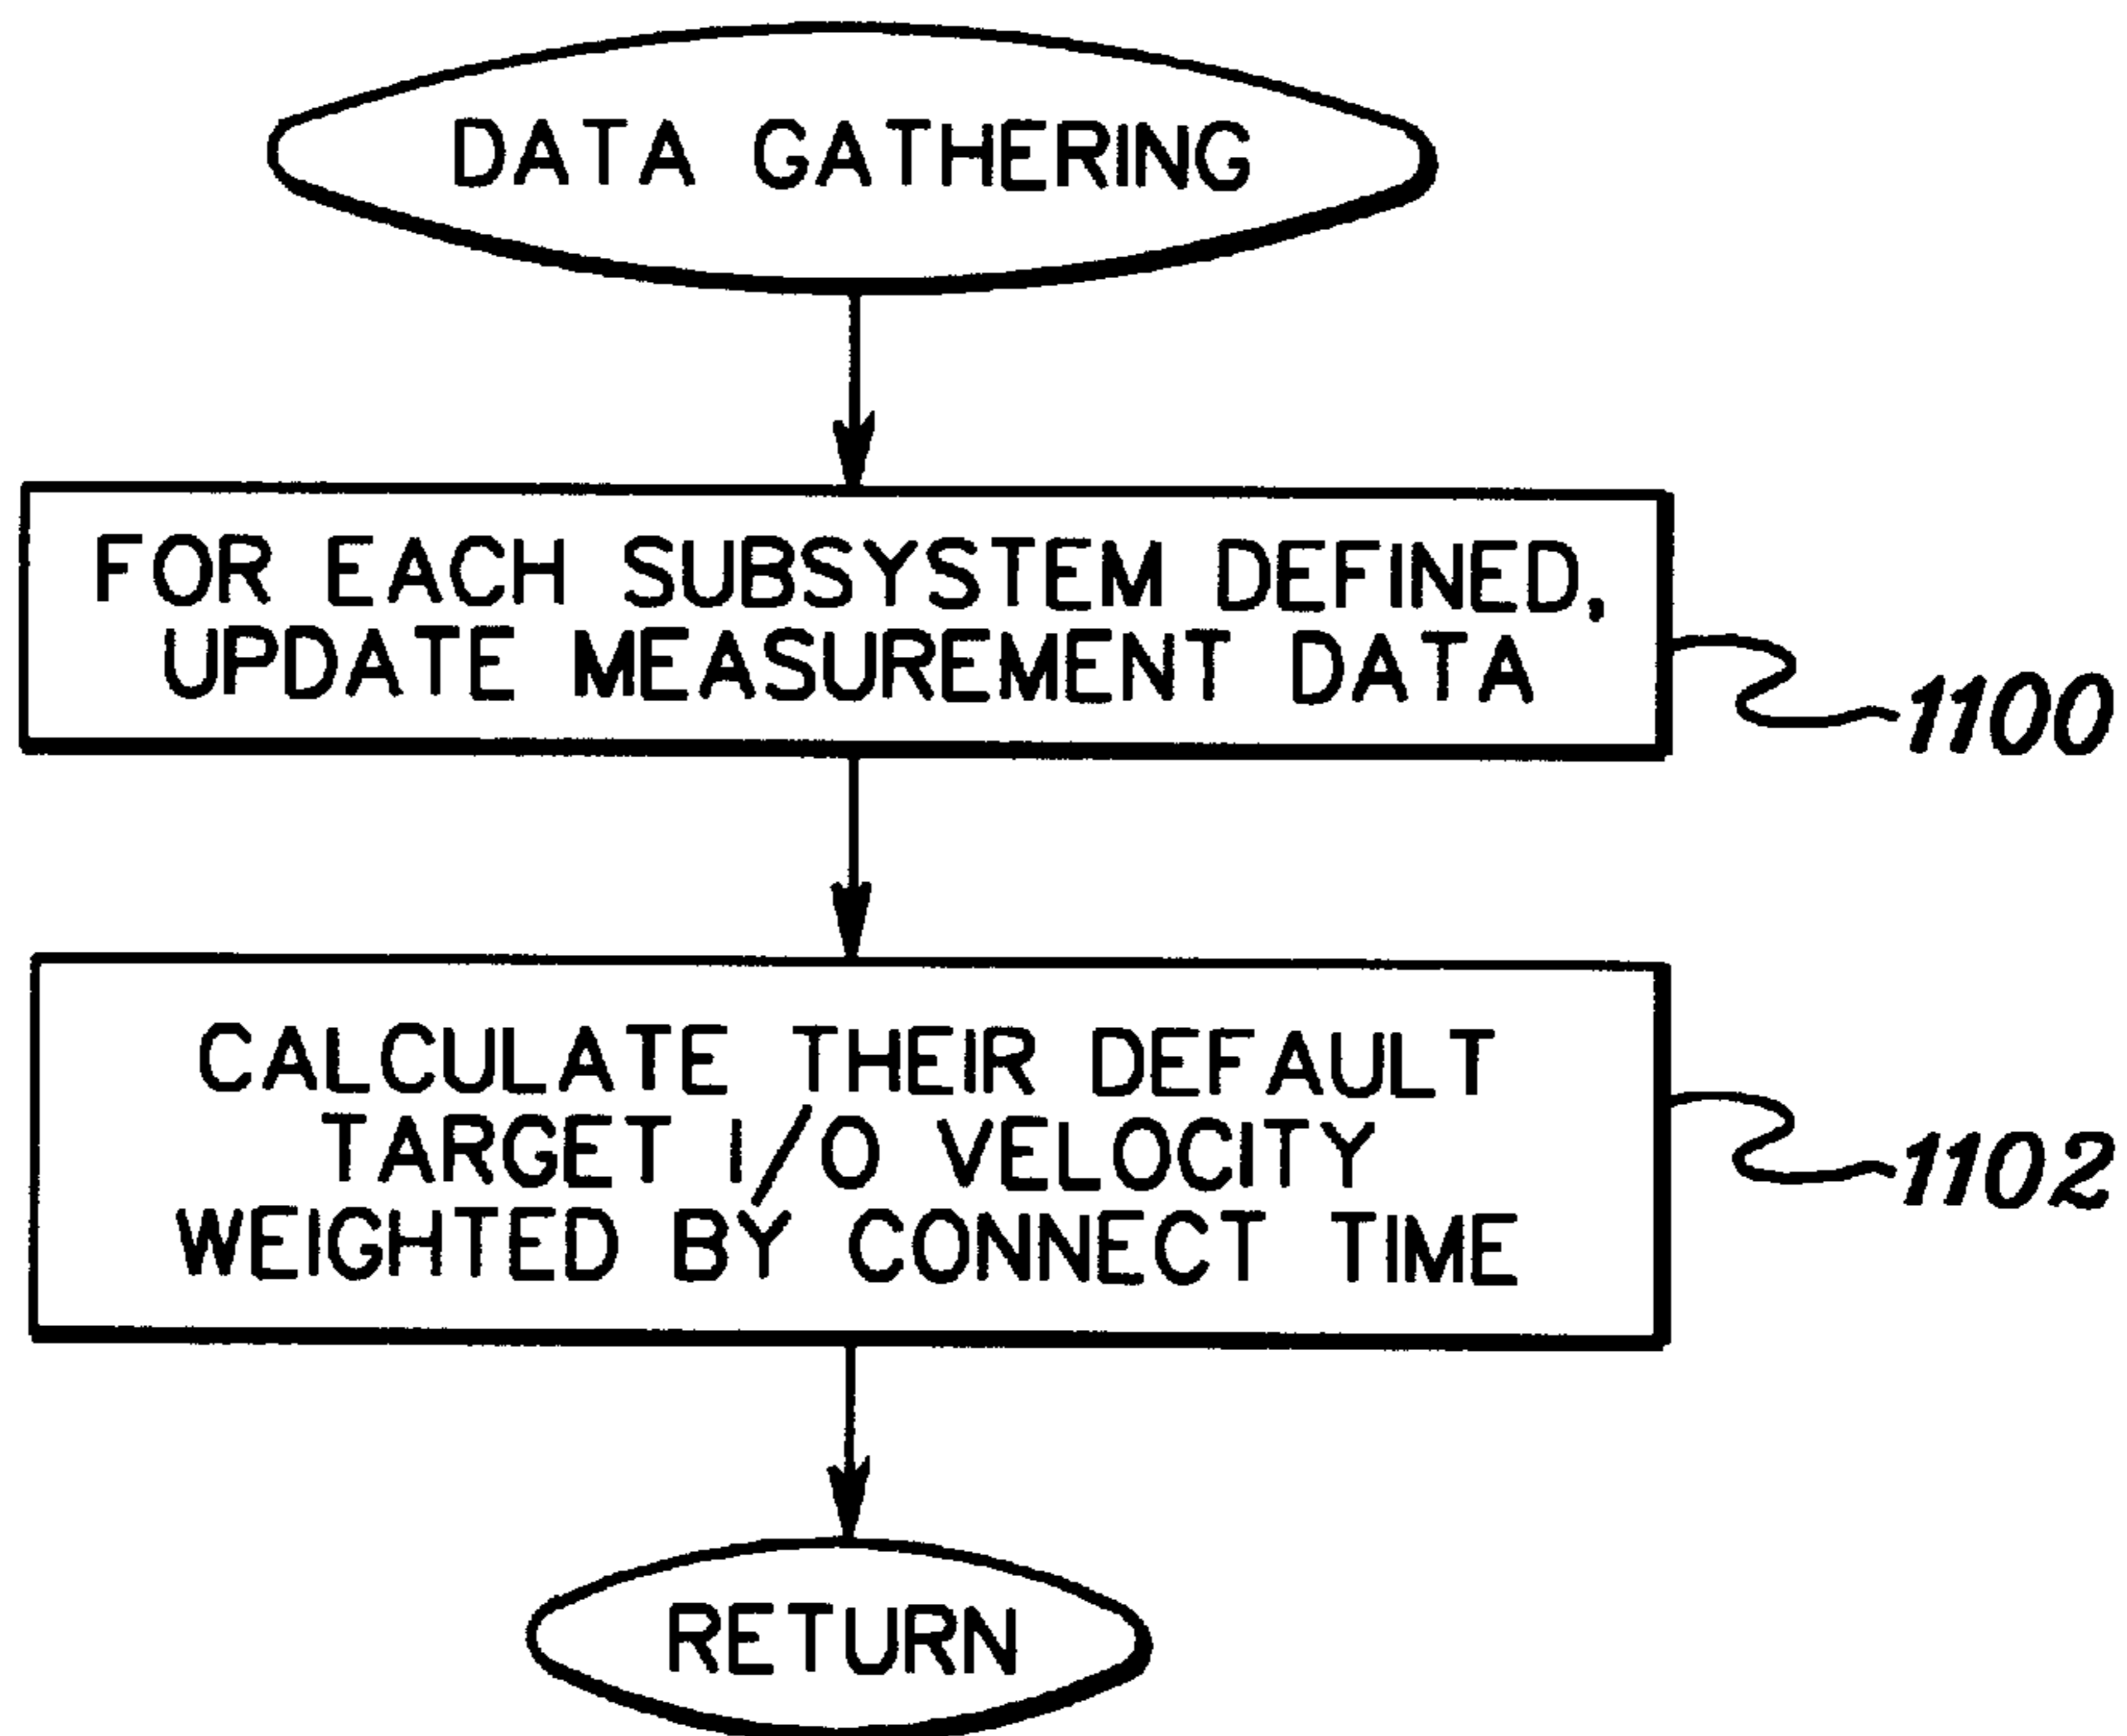 DATA GATHERING
FOR EACH SUBSYSTEM DEFINED,
UPDATE MEASUREMENT DATA
1100
CALCULATE THEIR DEFAULT
TARGET I/O VELOCITY
WEIGHTED BY CONNECT TIME
1102
RETURN